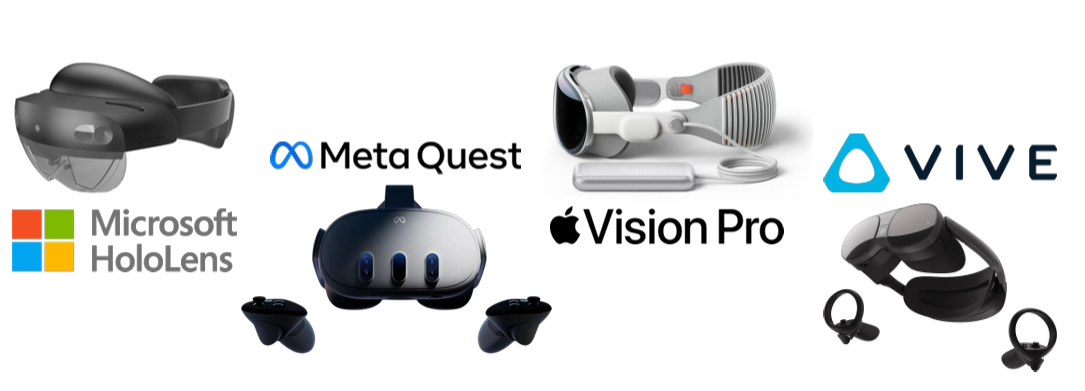 Microsoft
HoloLens
Meta Quest
Vision Pro
VIVE